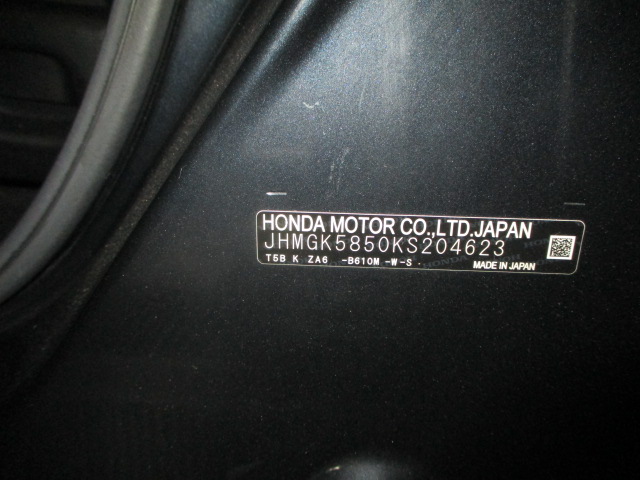 HONDA MOTOR CO.,LTD.JAPAN
JHMGK5850KS204623
T5B K ZA6 -B610M -W-S
MADE IN JAPAN